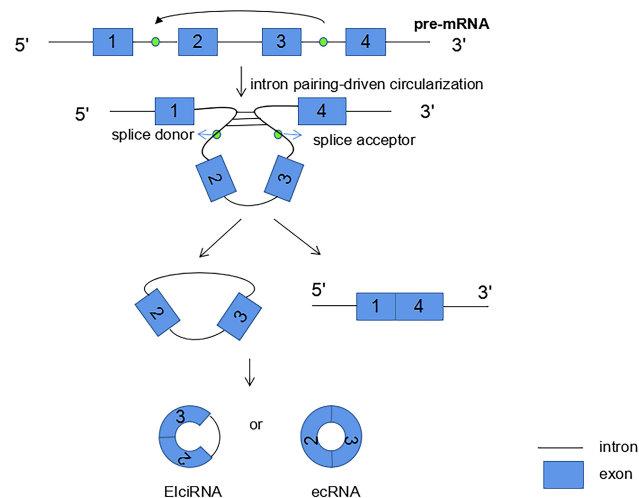 pre-mRNA
5' 1 2 3 4 3'
intron pairing-driven circularization
5' 1 4 3'
splice donor splice acceptor
2 3
5' 3'
2 3 1 4
3 2 or 2 3
EIciRNA ecRNA
intron
exon